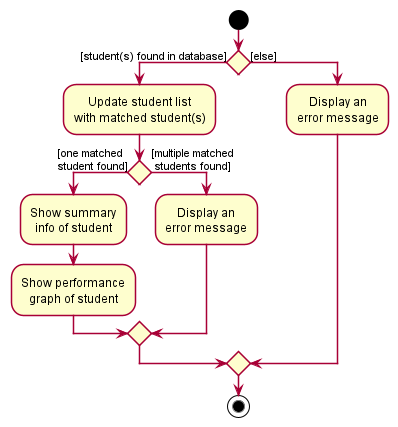 [student(s) found in database]
[else]
Update student list
with matched student(s)
Display an
error message
[one matched
student found]
[multiple matched
students found]
Show summary
info of student
Display an
error message
Show performance
graph of student